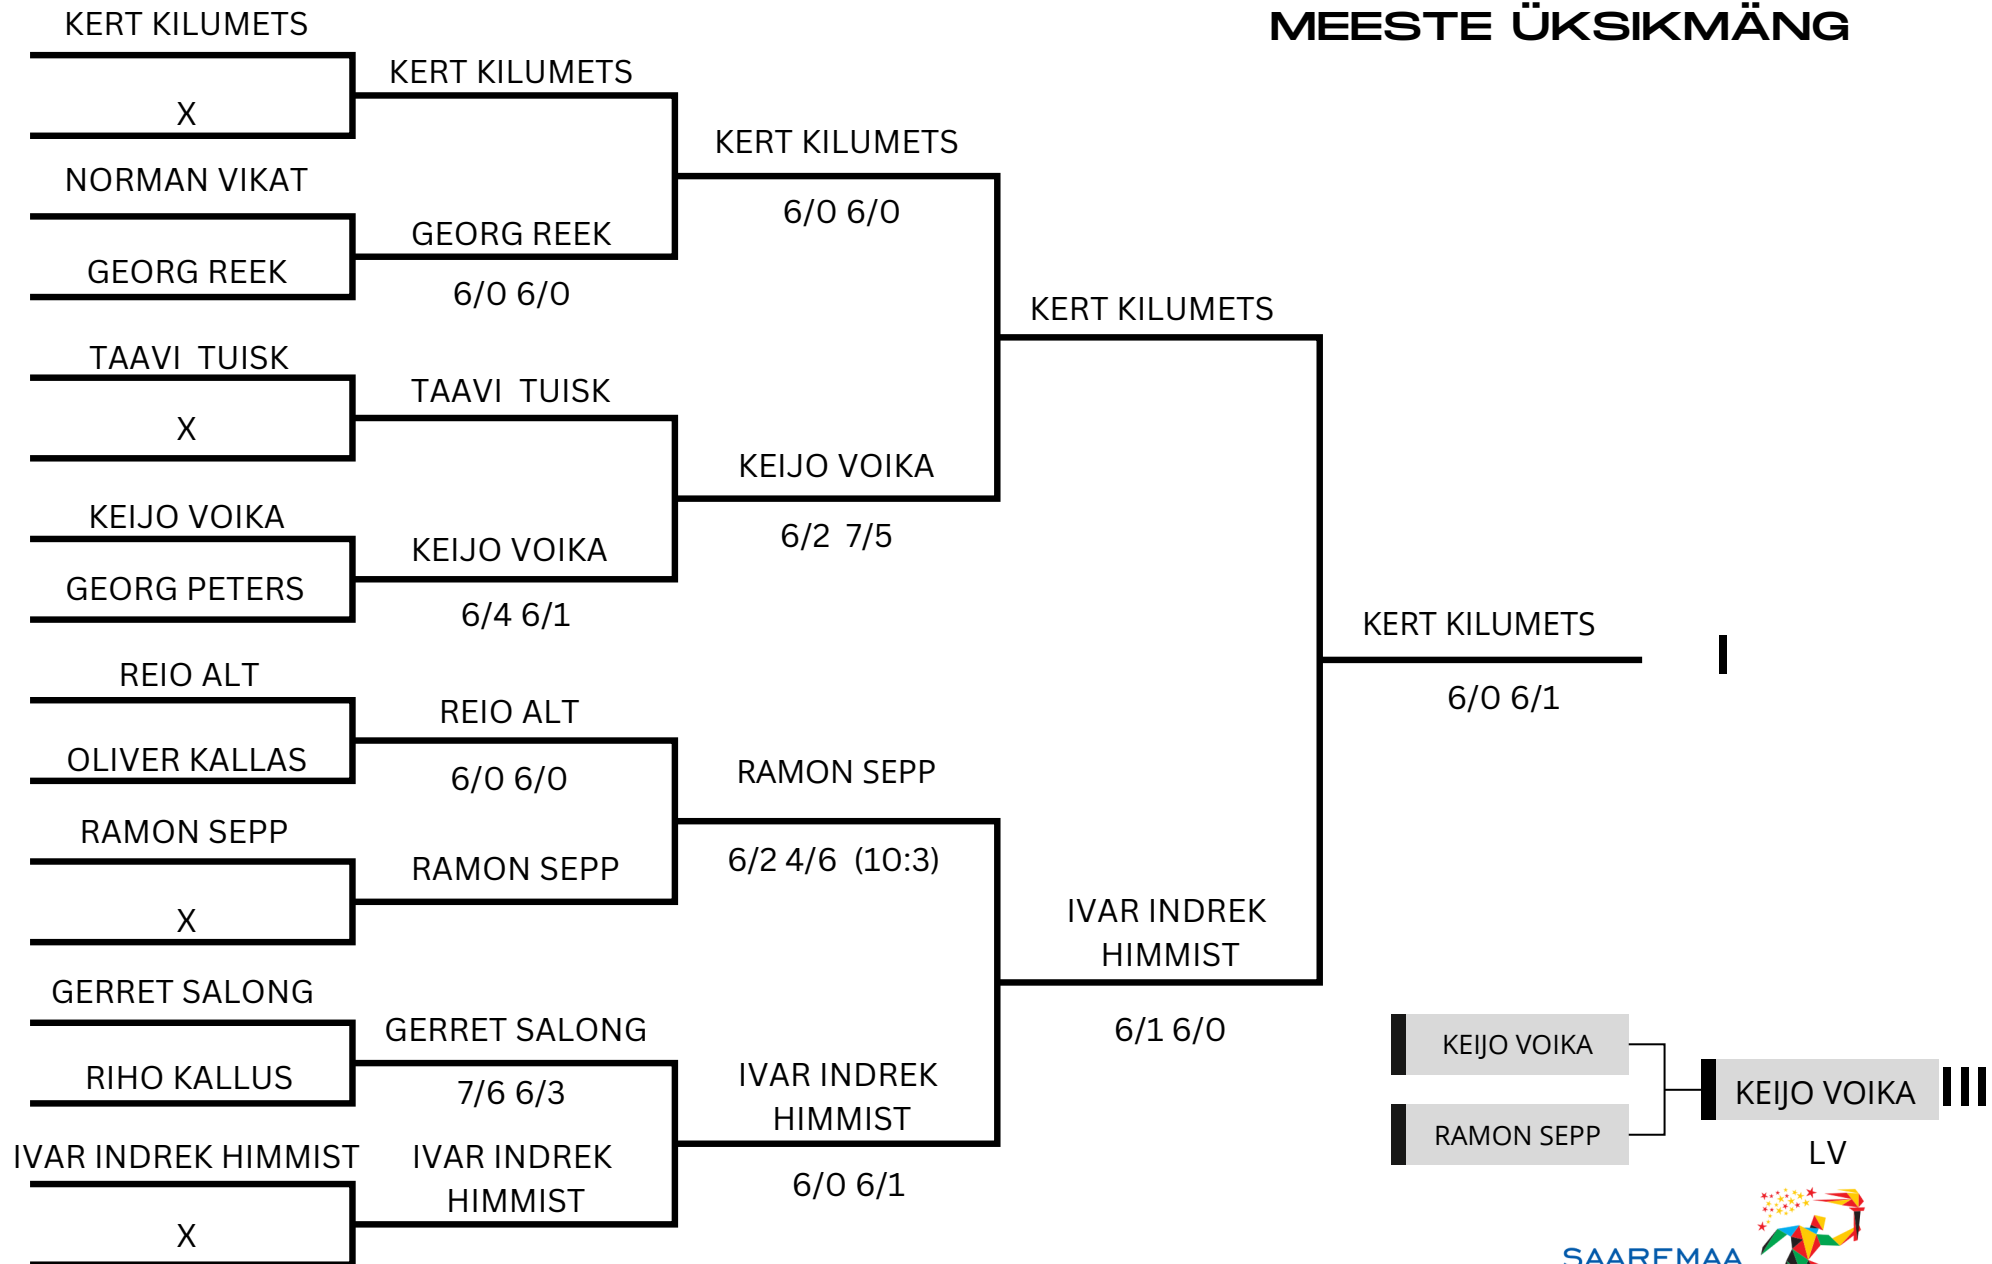 MEESTE ÜKSIKMÄNG
KERT KILUMETS
X
NORMAN VIKAT
GEORG REEK
TAAVI TUISK
X
KEIJO VOIKA
GEORG PETERS
REIO ALT
OLIVER KALLAS
RAMON SEPP
X
GERRET SALONG
RIHO KALLUS
IVAR INDREK HIMMIST
X
KERT KILUMETS
GEORG REEK
6/0 6/0
TAAVI TUISK
KEIJO VOIKA
6/4 6/1
REIO ALT
6/0 6/0
RAMON SEPP
GERRET SALONG
7/6 6/3
IVAR INDREK
HIMMIST
KERT KILUMETS
6/0 6/0
KEIJO VOIKA
6/2 7/5
RAMON SEPP
6/2 4/6 (10:3)
IVAR INDREK
HIMMIST
6/0 6/1
KERT KILUMETS
IVAR INDREK
HIMMIST
6/1 6/0
KERT KILUMETS
6/0 6/1
I
KEIJO VOIKA
RAMON SEPP
KEIJO VOIKA
III
LV
SAAREMAA